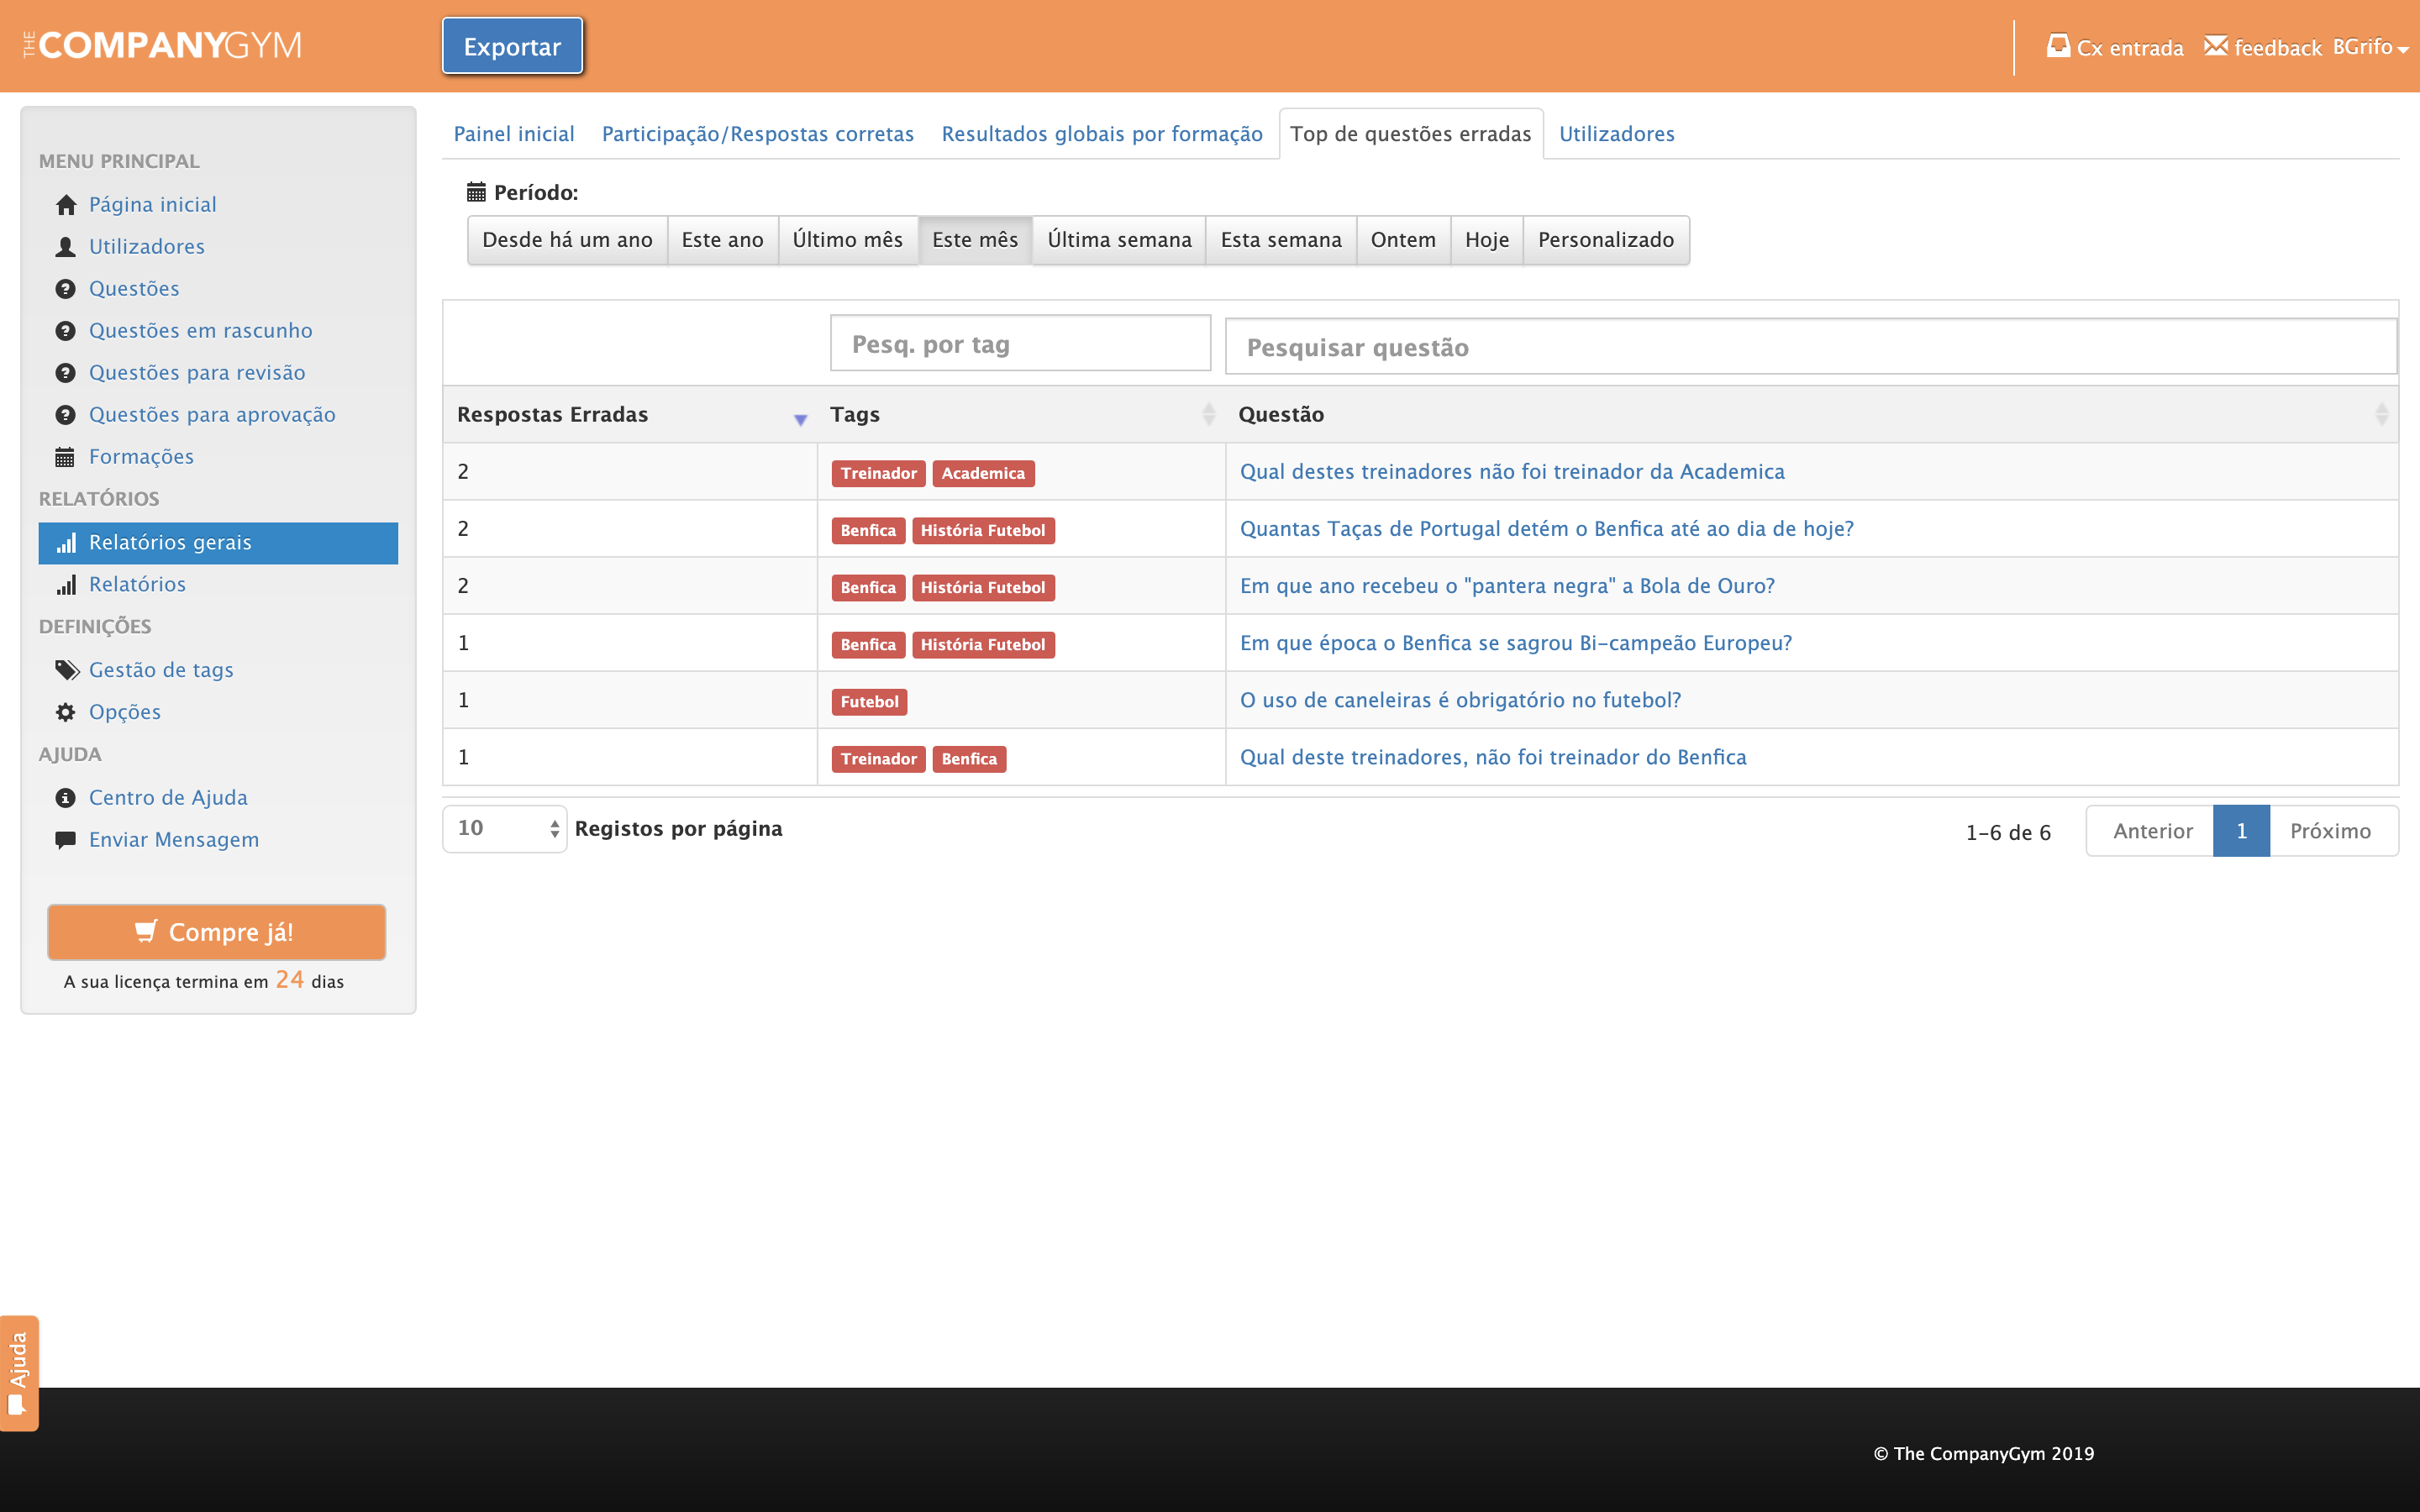 THE COMPANYGYM
Exportar
Cx entrada feedback BGrifo
MENU PRINCIPAL
Página inicial
Utilizadores
Questões
Questões em rascunho
Questões para revisão
Questões para aprovação
Formações
RELATÓRIOS
Relatórios gerais
Relatórios
DEFINIÇÕES
Gestão de tags
Opções
AJUDA
Centro de Ajuda
Enviar Mensagem
Compre já!
A sua licença termina em 24 dias
Painel inicial Participação/Respostas corretas Resultados globais por formação Top de questões erradas Utilizadores
Período:
Desde há um ano Este ano Último mês Este mês Última semana Esta semana Ontem Hoje Personalizado
Pesq. por tag Pesquisar questão
Respostas Erradas Tags Questão
2 Treinador Academica Qual destes treinadores não foi treinador da Academica
2 Benfica História Futebol Quantas Taças de Portugal detém o Benfica até ao dia de hoje?
2 Benfica História Futebol Em que ano recebeu o "pantera negra" a Bola de Ouro?
1 Benfica História Futebol Em que época o Benfica se sagrou Bi-campeão Europeu?
1 Futebol O uso de caneleiras é obrigatório no futebol?
1 Treinador Benfica Qual deste treinadores, não foi treinador do Benfica
10 Registos por página 1-6 de 6 Anterior 1 Próximo
Ajuda
© The CompanyGym 2019